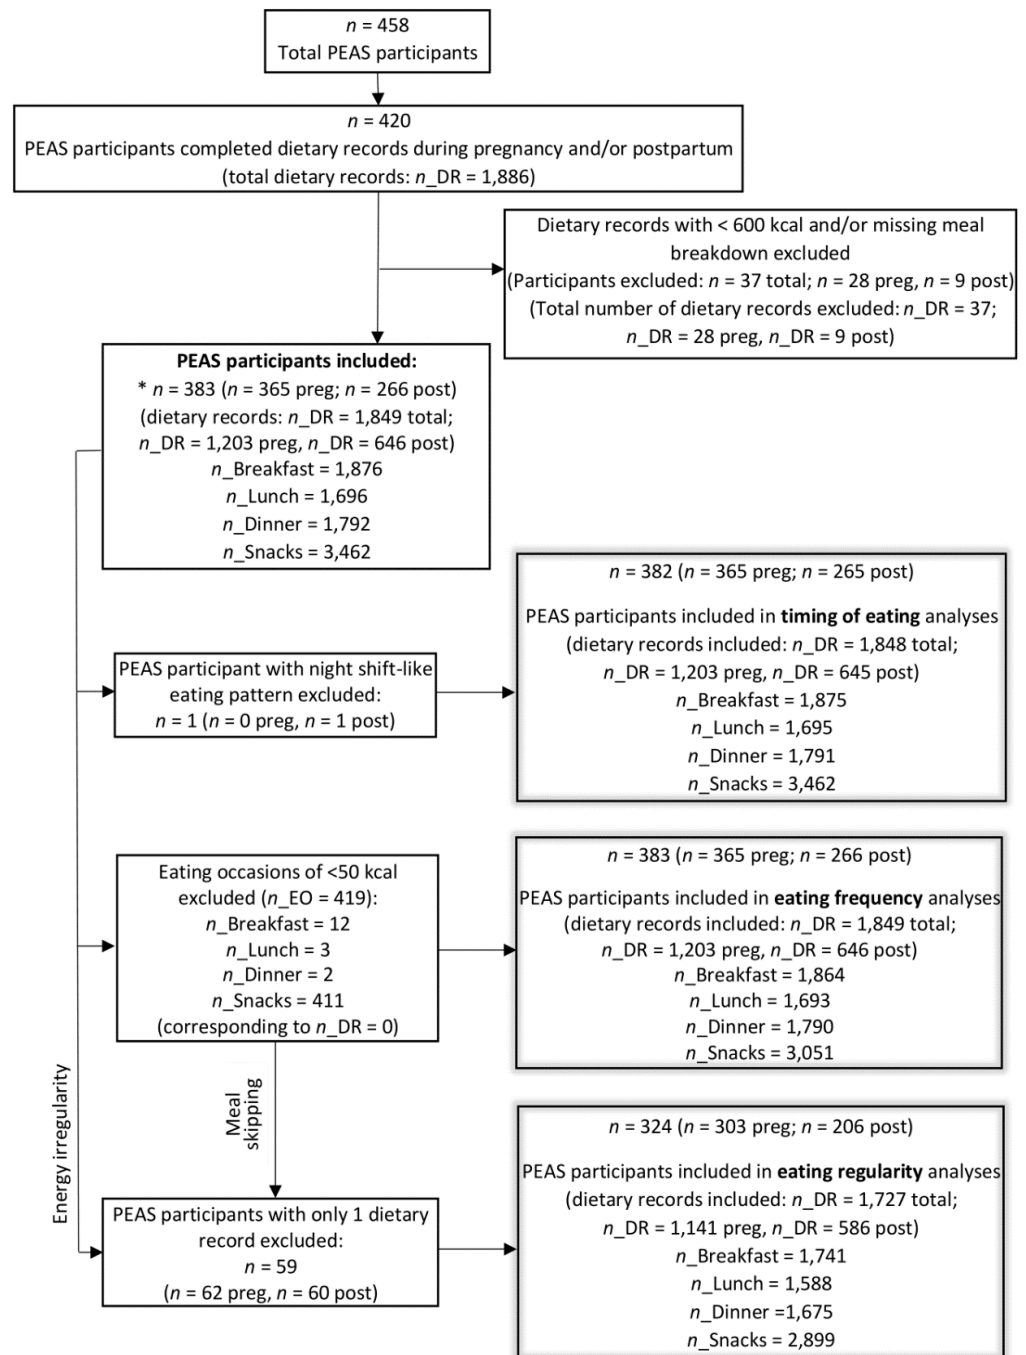 n = 458
Total PEAS participants
n = 420
PEAS participants completed dietary records during pregnancy and/or postpartum
(total dietary records: n_DR = 1,886)
Dietary records with < 600 kcal and/or missing meal
breakdown excluded
(Participants excluded: n = 37 total; n = 28 preg, n = 9 post)
(Total number of dietary records excluded: n_DR = 37;
n_DR = 28 preg, n_DR = 9 post)
PEAS participants included:
* n = 383 (n = 365 preg; n = 266 post)
(dietary records: n_DR = 1,849 total;
n_DR = 1,203 preg, n_DR = 646 post)
n_Breakfast = 1,876
n_Lunch = 1,696
n_Dinner = 1,792
n_Snacks = 3,462
PEAS participant with night shift-like
eating pattern excluded:
n = 1 (n = 0 preg, n = 1 post)
n = 382 (n = 365 preg; n = 265 post)
PEAS participants included in timing of eating analyses
(dietary records included: n_DR = 1,848 total;
n_DR = 1,203 preg, n_DR = 645 post)
n_Breakfast = 1,875
n_Lunch = 1,695
n_Dinner = 1,791
n_Snacks = 3,462
Eating occasions of <50 kcal
excluded (n_EO = 419):
n_Breakfast = 12
n_Lunch = 3
n_Dinner = 2
n_Snacks = 411
(corresponding to n_DR = 0)
n = 383 (n = 365 preg; n = 266 post)
PEAS participants included in eating frequency analyses
(dietary records included: n_DR = 1,849 total;
n_DR = 1,203 preg, n_DR = 646 post)
n_Breakfast = 1,864
n_Lunch = 1,693
n_Dinner = 1,790
n_Snacks = 3,051
Energy irregularity
Meal
skipping
PEAS participants with only 1 dietary
record excluded:
n = 59
(n = 62 preg, n = 60 post)
n = 324 (n = 303 preg; n = 206 post)
PEAS participants included in eating regularity analyses
(dietary records included: n_DR = 1,727 total;
n_DR = 1,141 preg, n_DR = 586 post)
n_Breakfast = 1,741
n_Lunch = 1,588
n_Dinner =1,675
n_Snacks = 2,899